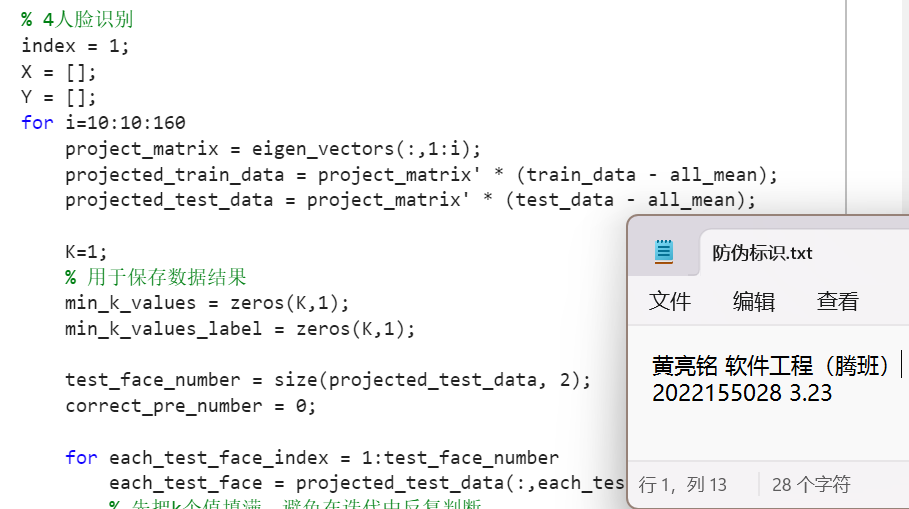 % 4人脸识别
index = 1;
X = [];
Y = [];
for i=10:10:160
project_matrix = eigen_vectors(:,1:i);
projected_train_data = project_matrix' * (train_data - all_mean);
projected_test_data = project_matrix' * (test_data - all_mean);
K=1;
% 用于保存数据结果
min_k_values = zeros(K,1);
min_k_values_label = zeros(K,1);
test_face_number = size(projected_test_data, 2);
correct_pre_number = 0;
for each_test_face_index = 1:test_face_number
each_test_face = projected_test_data(:,each_tes
% 先把k个值填满，避免在迭代中反复判断
防伪标识.txt
文件 编辑 查看
黄亮铭 软件工程（腾班）
2022155028 3.23
行 1，列 13 28 个字符